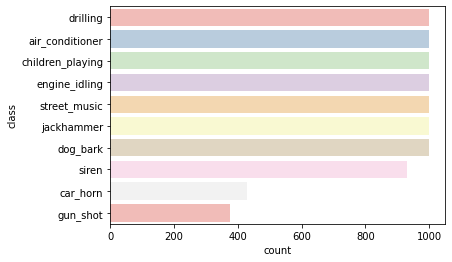 drilling
air_conditioner
children_playing
engine_idling
street_music
jackhammer
dog_bark
siren
car_horn
gun_shot
class
0 200 400 600 800 1000
count